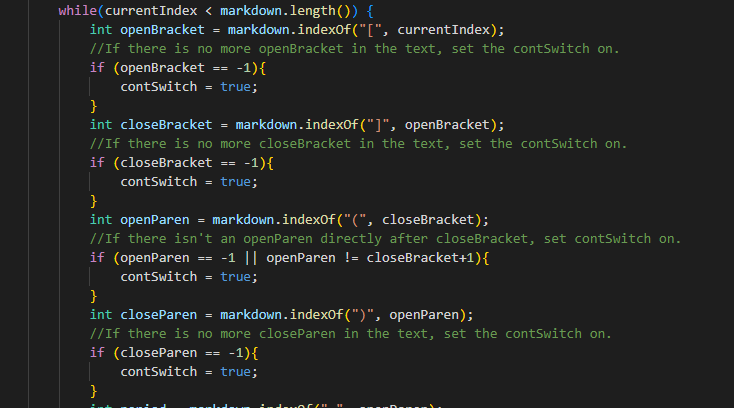 while(currentIndex < markdown.length()) {
int openBracket = markdown.indexOf("[", currentIndex);
//If there is no more openBracket in the text, set the contSwitch on.
if (openBracket == -1){
contSwitch = true;
}
int closeBracket = markdown.indexOf("]", openBracket);
//If there is no more closeBracket in the text, set the contSwitch on.
if (closeBracket == -1){
contSwitch = true;
}
int openParen = markdown.indexOf("(", closeBracket);
//If there isn't an openParen directly after closeBracket, set contSwitch on.
if (openParen == -1 || openParen != closeBracket+1){
contSwitch = true;
}
int closeParen = markdown.indexOf(")", openParen);
//If there is no more closeParen in the text, set the contSwitch on.
if (closeParen == -1){
contSwitch = true;
}